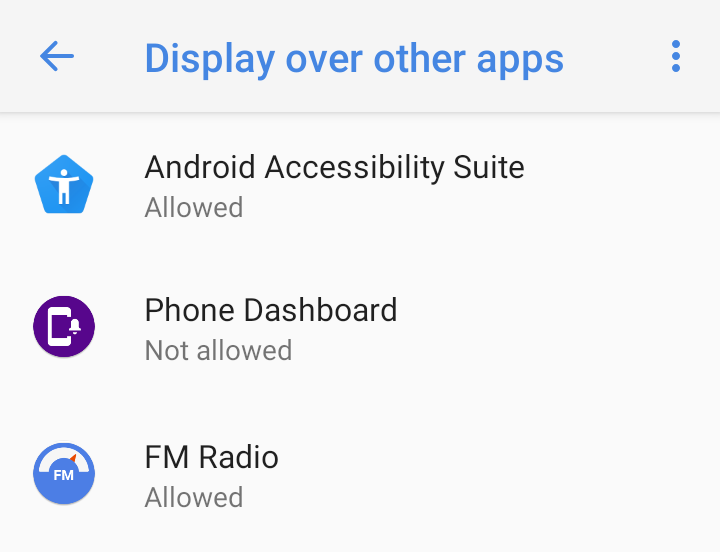 Display over other apps
Android Accessibility Suite
Allowed
Phone Dashboard
Not allowed
FM Radio
FM
Allowed